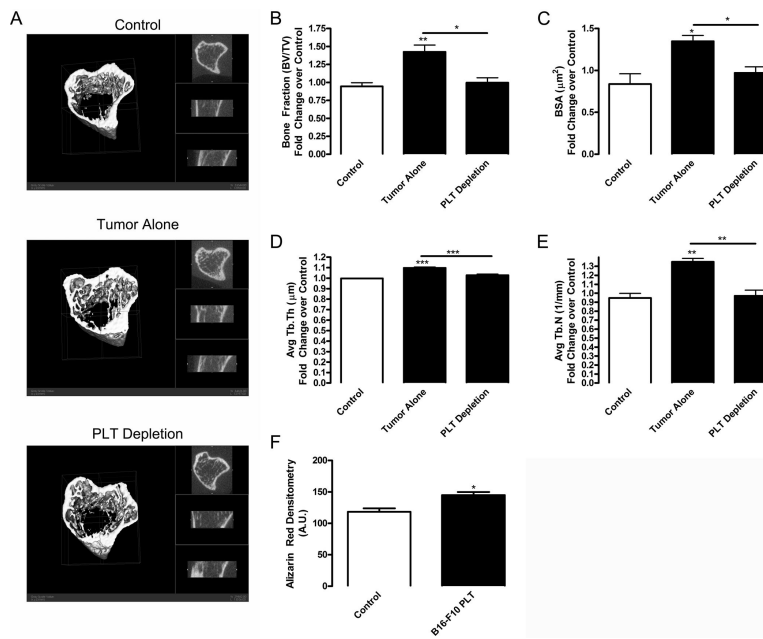 A
Control
Tumor Alone
PLT Depletion
B
Bone Fraction (BV/TV)
Fold Change over Control
1.75
1.50
1.25
1.00
0.75
0.50
0.25
0.00
**
*
Control
Tumor Alone
PLT Depletion
C
BSA (μm²)
Fold Change over Control
1.5
1.0
0.5
0.0
*
*
Control
Tumor Alone
PLT Depletion
D
Avg Tb.Th (μm)
Fold Change over Control
1.2
1.1
1.0
0.9
0.8
0.7
0.6
0.5
0.4
0.3
0.2
0.1
0.0
***
***
Control
Tumor Alone
PLT Depletion
E
Avg Tb.N (1/mm)
Fold Change over Control
1.3
1.2
1.1
1.0
0.9
0.8
0.7
0.6
0.5
0.4
0.3
0.2
0.1
0.0
**
**
Control
Tumor Alone
PLT Depletion
F
Alizarin Red Densitometry
(A.U.)
200
150
100
50
0
*
Control
B16-F10 PLT